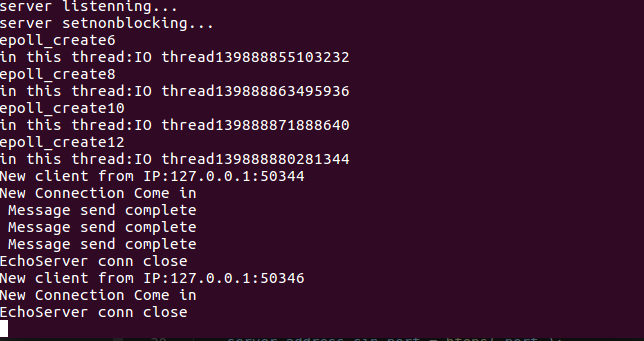 server listenning...
server setnonblocking...
epoll_create6
in this thread:IO thread139888855103232
epoll_create8
in this thread:IO thread139888863495936
epoll_create10
in this thread:IO thread139888871888640
epoll_create12
in this thread:IO thread139888880281344
New client from IP:127.0.0.1:50344
New Connection Come in
 Message send complete
 Message send complete
 Message send complete
EchoServer conn close
New client from IP:127.0.0.1:50346
New Connection Come in
EchoServer conn close